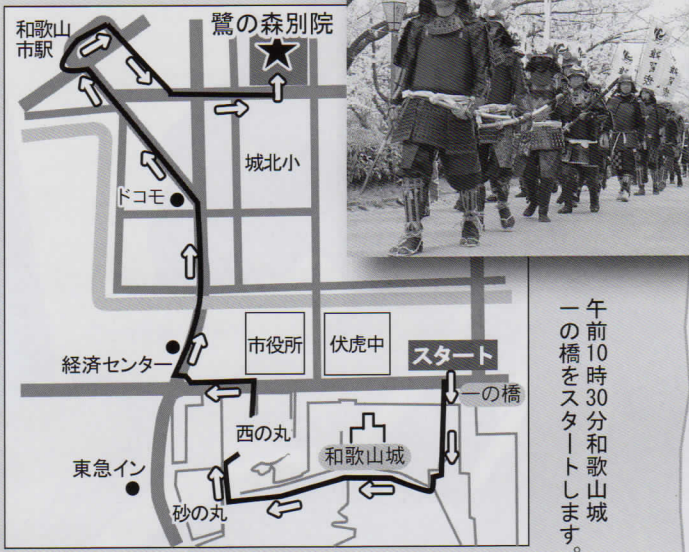 和歌山
市駅
鷺の森別院
城北小
ドコモ
経済センター
市役所
伏虎中
スタート
一の橋
西の丸
和歌山城
東急イン
砂の丸
午前10時30分和歌山城
一の橋をスタートします。